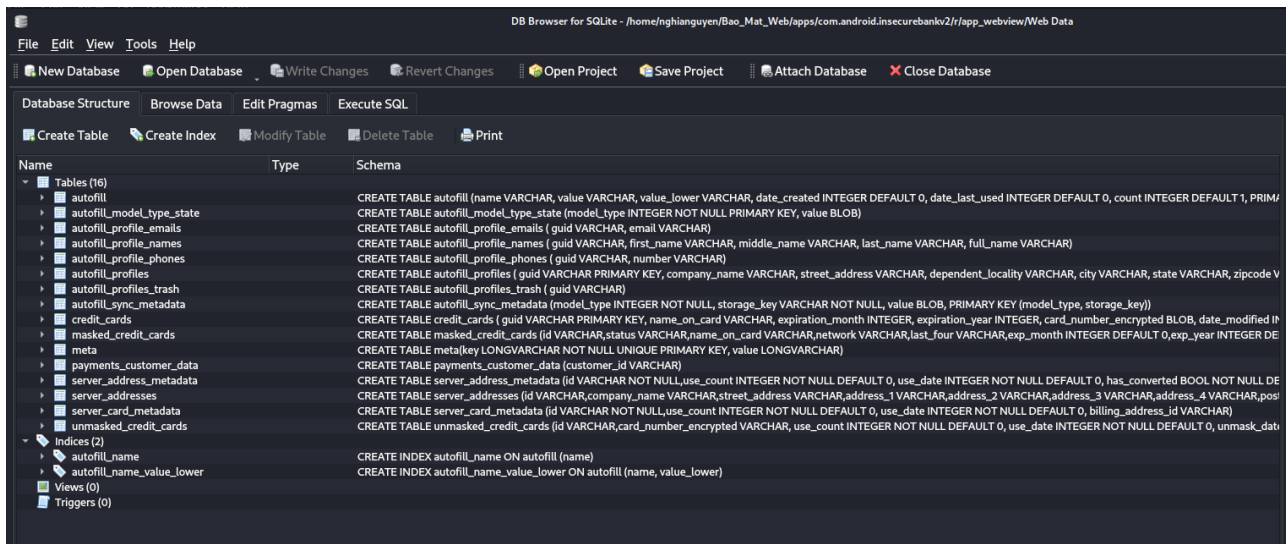 DB Browser for SQLite - /home/nghianguyen/Bao_Mat_Web/apps/com.android.insecurebankv2/r/app_webview/Web Data
File Edit View Tools Help
New Database Open Database Write Changes Revert Changes Open Project Save Project Attach Database Close Database
Database Structure Browse Data Edit Pragmas Execute SQL
Create Table Create Index Modify Table Delete Table Print
Name Type Schema
Tables (16)
autofill CREATE TABLE autofill (name VARCHAR, value VARCHAR, value_lower VARCHAR, date_created INTEGER DEFAULT 0, date_last_used INTEGER DEFAULT 0, count INTEGER DEFAULT 1, PRIMA
autofill_model_type_state CREATE TABLE autofill_model_type_state (model_type INTEGER NOT NULL PRIMARY KEY, value BLOB)
autofill_profile_emails CREATE TABLE autofill_profile_emails ( guid VARCHAR, email VARCHAR)
autofill_profile_names CREATE TABLE autofill_profile_names ( guid VARCHAR, first_name VARCHAR, middle_name VARCHAR, last_name VARCHAR, full_name VARCHAR)
autofill_profile_phones CREATE TABLE autofill_profile_phones ( guid VARCHAR, number VARCHAR)
autofill_profiles CREATE TABLE autofill_profiles ( guid VARCHAR PRIMARY KEY, company_name VARCHAR, street_address VARCHAR, dependent_locality VARCHAR, city VARCHAR, state VARCHAR, zipcode V
autofill_profiles_trash CREATE TABLE autofill_profiles_trash ( guid VARCHAR)
autofill_sync_metadata CREATE TABLE autofill_sync_metadata (model_type INTEGER NOT NULL, storage_key VARCHAR NOT NULL, value BLOB, PRIMARY KEY (model_type, storage_key))
credit_cards CREATE TABLE credit_cards ( guid VARCHAR PRIMARY KEY, name_on_card VARCHAR, expiration_month INTEGER, expiration_year INTEGER, card_number_encrypted BLOB, date_modified IN
masked_credit_cards CREATE TABLE masked_credit_cards (id VARCHAR,status VARCHAR,name_on_card VARCHAR,network VARCHAR,last_four VARCHAR,exp_month INTEGER DEFAULT 0,exp_year INTEGER DE
meta CREATE TABLE meta(key LONGVARCHAR NOT NULL UNIQUE PRIMARY KEY, value LONGVARCHAR)
payments_customer_data CREATE TABLE payments_customer_data (customer_id VARCHAR)
server_address_metadata CREATE TABLE server_address_metadata (id VARCHAR NOT NULL,use_count INTEGER NOT NULL DEFAULT 0, use_date INTEGER NOT NULL DEFAULT 0, has_converted BOOL NOT NULL DE
server_addresses CREATE TABLE server_addresses (id VARCHAR,company_name VARCHAR,street_address VARCHAR,address_1 VARCHAR,address_2 VARCHAR,address_3 VARCHAR,address_4 VARCHAR,post
server_card_metadata CREATE TABLE server_card_metadata (id VARCHAR NOT NULL,use_count INTEGER NOT NULL DEFAULT 0, use_date INTEGER NOT NULL DEFAULT 0, billing_address_id VARCHAR)
unmasked_credit_cards CREATE TABLE unmasked_credit_cards (id VARCHAR,card_number_encrypted VARCHAR, use_count INTEGER NOT NULL DEFAULT 0, use_date INTEGER NOT NULL DEFAULT 0, unmask_date
Indices (2)
autofill_name CREATE INDEX autofill_name ON autofill (name)
autofill_name_value_lower CREATE INDEX autofill_name_value_lower ON autofill (name, value_lower)
Views (0)
Triggers (0)